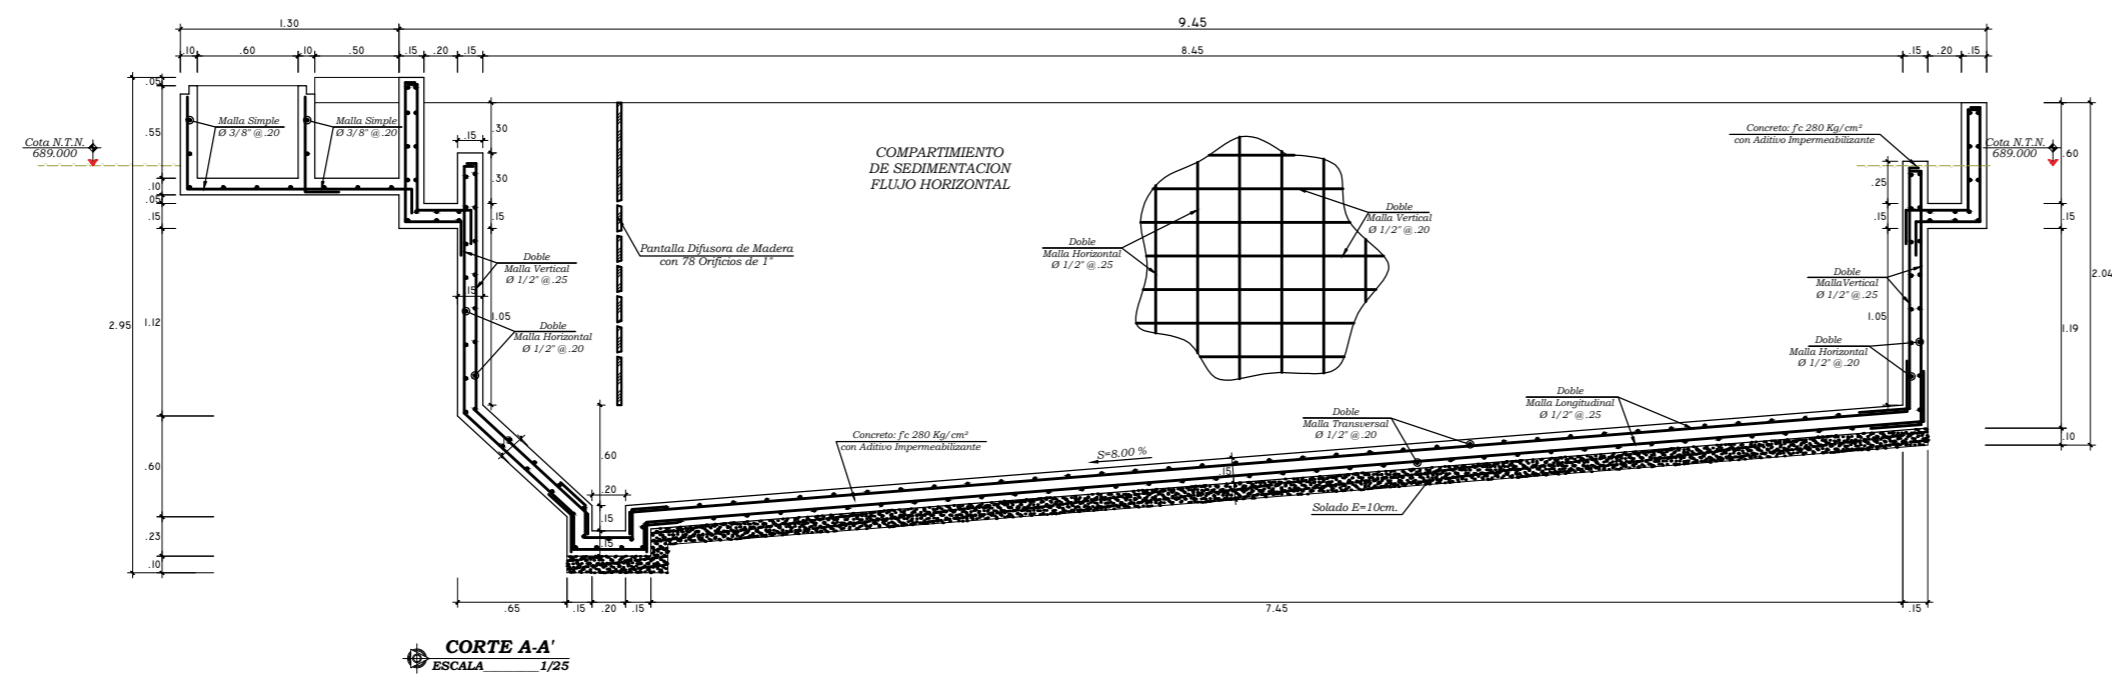 1.30
9.45
.10
.60
.10
.50
.15
.20
.15
8.45
.15
.20
.15
.05
.55
.10
.05
.15
2.95
1.12
.60
.23
.10
Cota N.T.N.
689.000
Malla Simple
Ø 3/8" @.20
Malla Simple
Ø 3/8" @.20
.15
.30
.30
.15
1.05
.15
Doble
Malla Vertical
Ø 1/2" @.25
Doble
Malla Horizontal
Ø 1/2" @.20
Pantalla Difusora de Madera
con 78 Orificios de 1"
COMPARTIMIENTO
DE SEDIMENTACION
FLUJO HORIZONTAL
Doble
Malla Horizontal
Ø 1/2" @.25
Doble
Malla Vertical
Ø 1/2" @.20
Concreto: f'c 280 Kg/cm²
con Aditivo Impermeabilizante
Cota N.T.N.
689.000
.60
.25
.15
.15
2.04
1.05
1.19
.10
Doble
MallaVertical
Ø 1/2" @.25
Doble
Malla Horizontal
Ø 1/2" @.20
Doble
Malla Longitudinal
Ø 1/2" @.25
Doble
Malla Transversal
Ø 1/2" @.20
Concreto: f'c 280 Kg/cm²
con Aditivo Impermeabilizante
S=8.00 %
.15
Solado E=10cm.
.60
.20
.15
.15
.65
.15
.20
.15
7.45
.15
CORTE A-A'
ESCALA________1/25